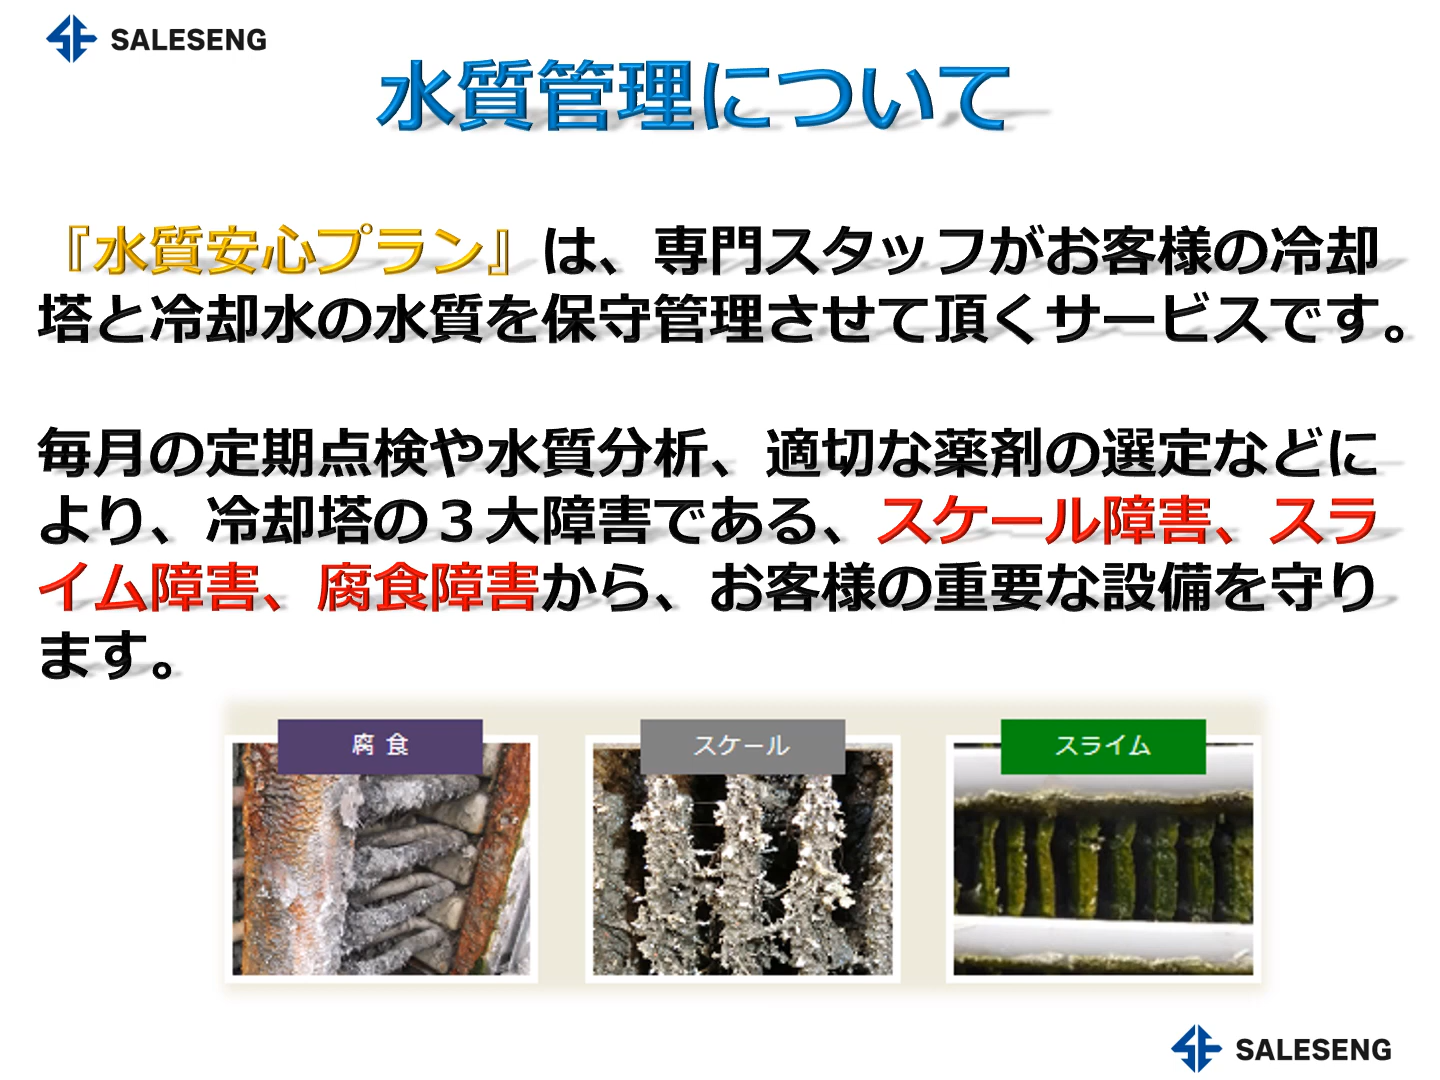 SALESENG
水質管理について
『水質安心プラン』は、専門スタッフがお客様の冷却
塔と冷却水の水質を保守管理させて頂くサービスです。
毎月の定期点検や水質分析、適切な薬剤の選定などに
より、冷却塔の３大障害である、スケール障害、スラ
イム障害、腐食障害から、お客様の重要な設備を守り
ます。
腐 食
スケール
スライム
SALESENG